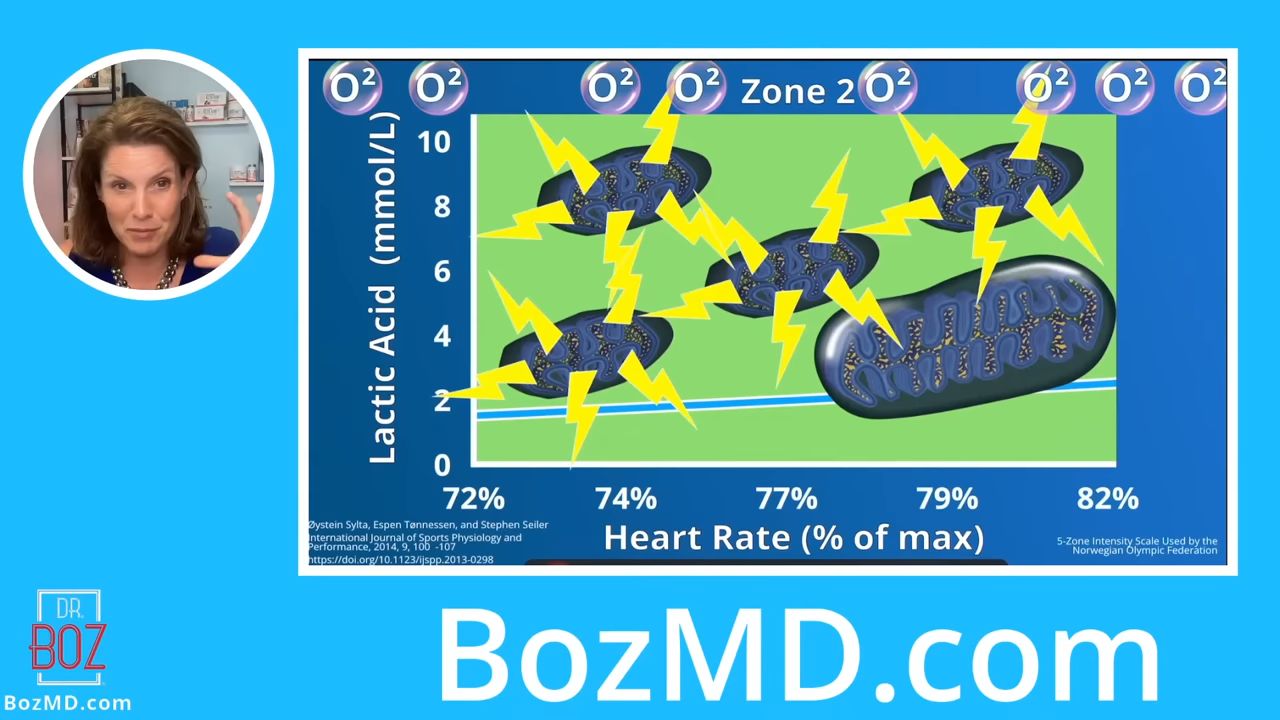 O² O² O² O² Zone 2 O² O² O² O²
Lactic Acid (mmol/L)
10
8
6
4
2
0
72% 74% 77% 79% 82%
Heart Rate (% of max)
Øystein Sylta, Espen Tønnessen, and Stephen Seiler
International Journal of Sports Physiology and
Performance, 2014, 9, 100 -107
https://doi.org/10.1123/ijspp.2013-0298
5-Zone Intensity Scale Used by the
Norwegian Olympic Federation
DR.
BOZ
BozMD.com
BozMD.com